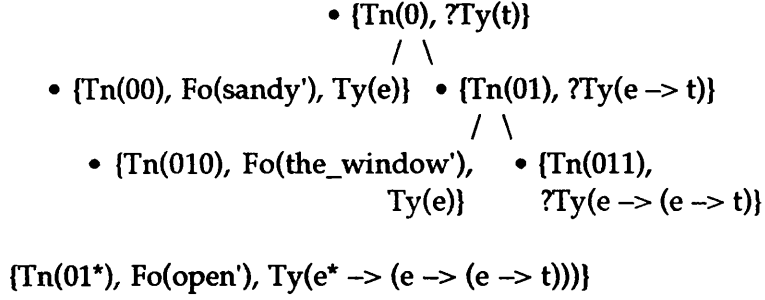 • {Tn(0), ?Ty(t)}
/ \
• {Tn(00), Fo(sandy'), Ty(e)} • {Tn(01), ?Ty(e –> t)}
/ \
• {Tn(010), Fo(the_window'), • {Tn(011),
Ty(e)} ?Ty(e –> (e –> t)}
{Tn(01*), Fo(open'), Ty(e* –> (e –> (e –> t)))}